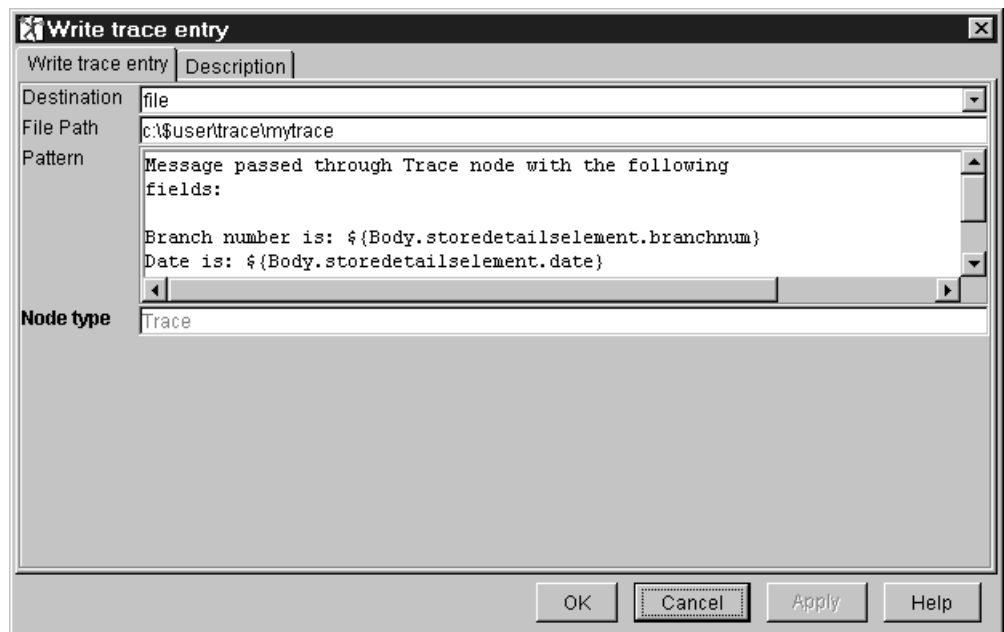 Write trace entry
Write trace entry Description
Destination file
File Path c:\$user\trace\mytrace
Pattern Message passed through Trace node with the following
fields:
Branch number is: ${Body.storedetailselement.branchnum}
Date is: ${Body.storedetailselement.date}
Node type Trace
OK Cancel Apply Help